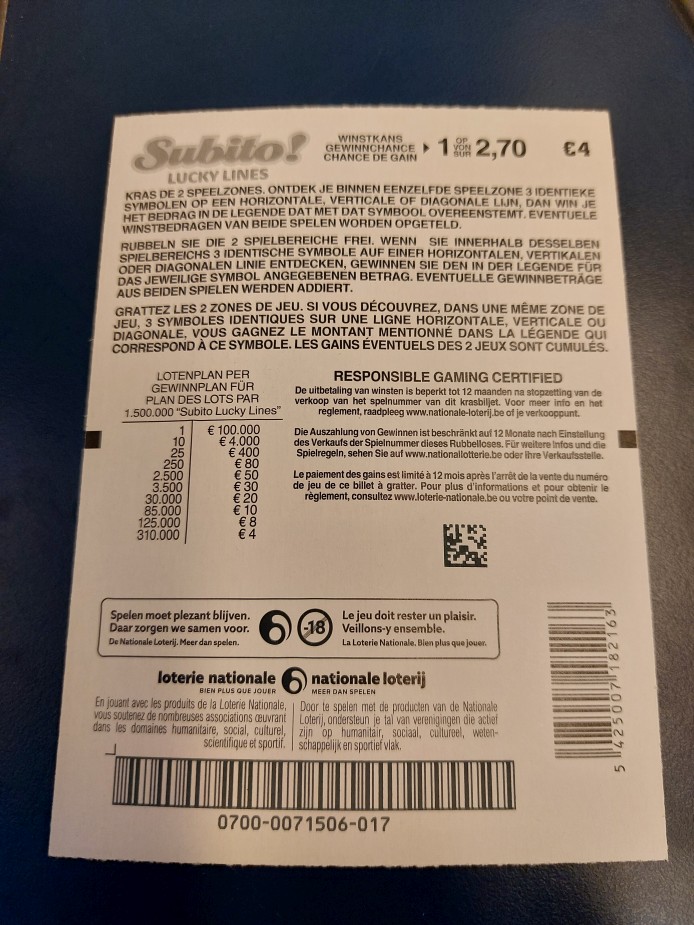 Subito!
LUCKY LINES
WINSTKANS
GEWINNCHANCE
CHANCE DE GAIN
1 OP VON SUR 2,70
€4
KRAS DE 2 SPEELZONES. ONTDEK JE BINNEN EENZELFDE SPEELZONE 3 IDENTIEKE
SYMBOLEN OP EEN HORIZONTALE, VERTICALE OF DIAGONALE LIJN, DAN WIN JE
HET BEDRAG IN DE LEGENDE DAT MET DAT SYMBOOL OVEREENSTEMT. EVENTUELE
WINSTBEDRAGEN VAN BEIDE SPELEN WORDEN OPGETELD.
RUBBELN SIE DIE 2 SPIELBEREICHE FREI. WENN SIE INNERHALB DESSELBEN
SPIELBEREICHS 3 IDENTISCHE SYMBOLE AUF EINER HORIZONTALEN, VERTIKALEN
ODER DIAGONALEN LINIE ENTDECKEN, GEWINNEN SIE DEN IN DER LEGENDE FÜR
DAS JEWEILIGE SYMBOL ANGEGEBENEN BETRAG. EVENTUELLE GEWINNBETRÄGE
AUS BEIDEN SPIELEN WERDEN ADDIERT.
GRATTEZ LES 2 ZONES DE JEU. SI VOUS DÉCOUVREZ, DANS UNE MÊME ZONE DE
JEU, 3 SYMBOLES IDENTIQUES SUR UNE LIGNE HORIZONTALE, VERTICALE OU
DIAGONALE, VOUS GAGNEZ LE MONTANT MENTIONNÉ DANS LA LÉGENDE QUI
CORRESPOND À CE SYMBOLE. LES GAINS ÉVENTUELS DES 2 JEUX SONT CUMULÉS.
LOTENPLAN PER
GEWINNPLAN FÜR
PLAN DES LOTS PAR
1.500.000 "Subito Lucky Lines"
1 € 100.000
10 € 4.000
25 € 400
250 € 80
2.500 € 50
3.500 € 30
30.000 € 20
85.000 € 10
125.000 € 8
310.000 € 4
RESPONSIBLE GAMING CERTIFIED
De uitbetaling van winsten is beperkt tot 12 maanden na stopzetting van de
verkoop van het spelnummer van dit krasbiljet. Voor meer info en het
reglement, raadpleeg www.nationale-loterij.be of je verkooppunt.
Die Auszahlung von Gewinnen ist beschränkt auf 12 Monate nach Einstellung
des Verkaufs der Spielnummer dieses Rubbelloses. Für weitere Infos und die
Spielregeln, sehen Sie auf www.nationallotterie.be oder Ihre Verkaufsstelle.
Le paiement des gains est limité à 12 mois après l'arrêt de la vente du numéro
de jeu de ce billet à gratter. Pour plus d'informations et pour obtenir le
règlement, consultez www.loterie-nationale.be ou votre point de vente.
Spelen moet plezant blijven.
Daar zorgen we samen voor.
De Nationale Loterij. Meer dan spelen.
-18
Le jeu doit rester un plaisir.
Veillons-y ensemble.
La Loterie Nationale. Bien plus que jouer.
loterie nationale
BIEN PLUS QUE JOUER
nationale loterij
MEER DAN SPELEN
En jouant avec les produits de la Loterie Nationale,
vous soutenez de nombreuses associations œuvrant
dans les domaines humanitaire, social, culturel,
scientifique et sportif.
Door te spelen met de producten van de Nationale
Loterij, ondersteun je tal van verenigingen die actief
zijn op humanitair, sociaal, cultureel, weten-
schappelijk en sportief vlak.
5 425007 182163
0700-0071506-017